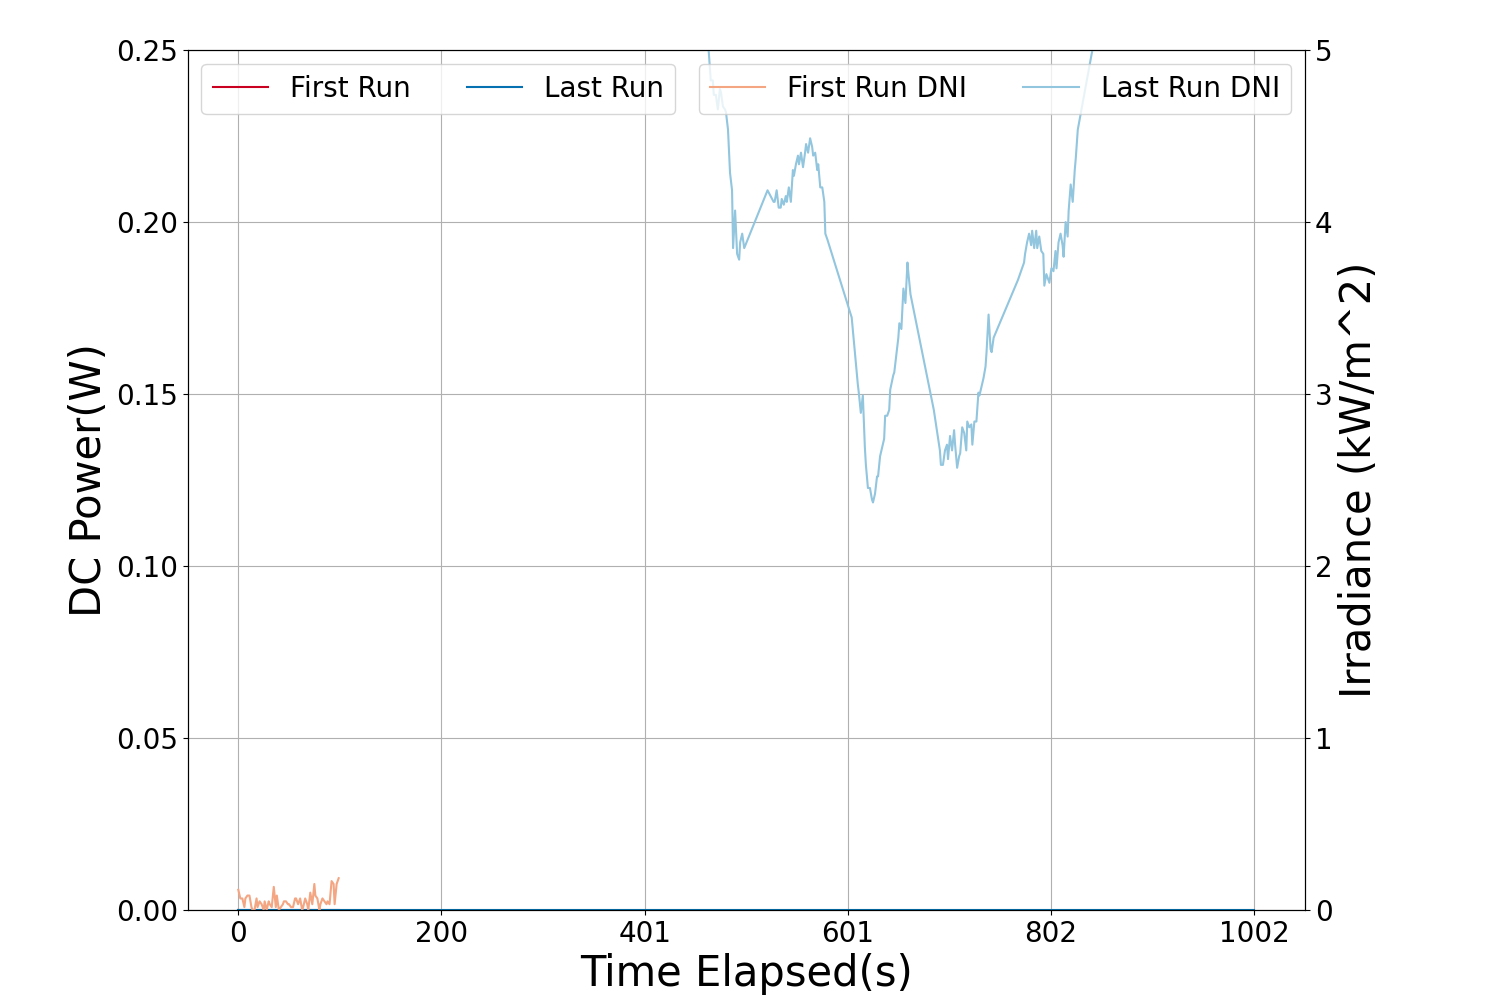 0.25
0.20
0.15
0.10
0.05
0.00
DC Power(W)
First Run
Last Run
First Run DNI
Last Run DNI
5
4
3
2
1
0
Irradiance (kW/m^2)
0 200 401 601 802 1002
Time Elapsed(s)